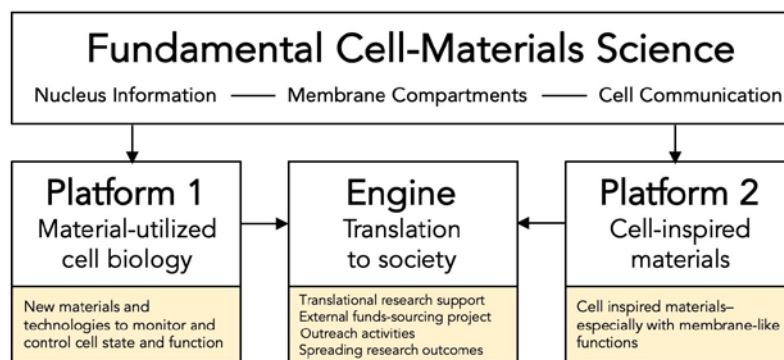 Fundamental Cell-Materials Science
Nucleus Information — Membrane Compartments — Cell Communication
Platform 1
Material-utilized
cell biology
New materials and
technologies to monitor and
control cell state and function
Engine
Translation
to society
Translational research support
External funds-sourcing project
Outreach activities
Spreading research outcomes
Platform 2
Cell-inspired
materials
Cell inspired materials–
especially with membrane-like
functions